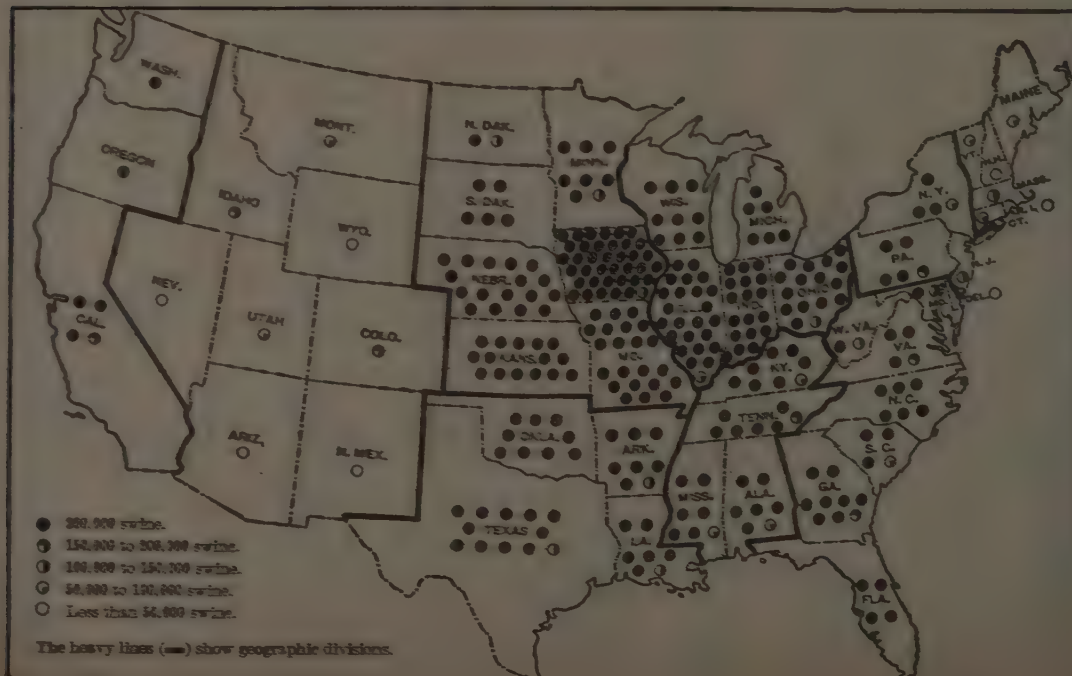 WASH.
OREGON
IDAHO
MONT.
WYO.
NEV.
CAL.
UTAH
COLO.
ARIZ.
N. MEX.
N. DAK.
S. DAK.
NEBR.
KANS.
OKLA.
TEXAS
MINN.
MO.
ARK.
LA.
WIS.
MICH.
OHIO
KY.
TENN.
MISS.
ALA.
GA.
FLA.
S. C.
N. C.
VA.
W. VA.
PA.
N. Y.
N. J.
DEL.
MAINE
VT.
N.H.
MASS.
R. I.
CT.
200,000 swine.
150,000 to 200,000 swine.
100,000 to 150,000 swine.
50,000 to 100,000 swine.
Less than 50,000 swine.
The heavy lines (▬) show geographic divisions.